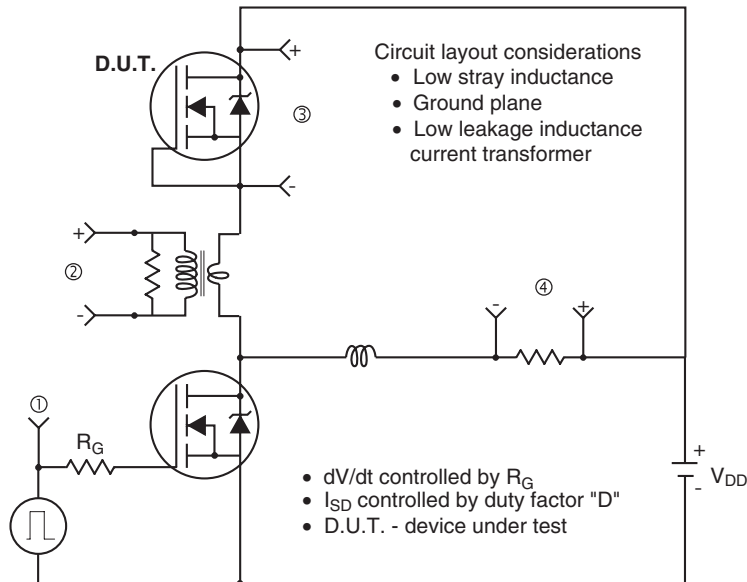 D.U.T.
+
③
-
Circuit layout considerations
• Low stray inductance
• Ground plane
• Low leakage inductance
current transformer
+
②
-
④
- +
①
R_G
+
V_DD
-
• dV/dt controlled by R_G
• I_SD controlled by duty factor "D"
• D.U.T. - device under test